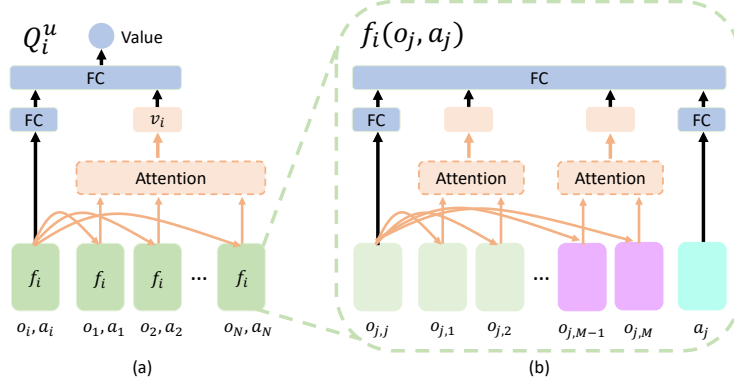 Q_i^u
Value
FC
FC
v_i
Attention
f_i
f_i
f_i
...
f_i
o_i, a_i
o_1, a_1
o_2, a_2
o_N, a_N
(a)
f_i(o_j, a_j)
FC
FC
FC
Attention
Attention
...
o_{j,j}
o_{j,1}
o_{j,2}
o_{j,M−1}
o_{j,M}
a_j
(b)